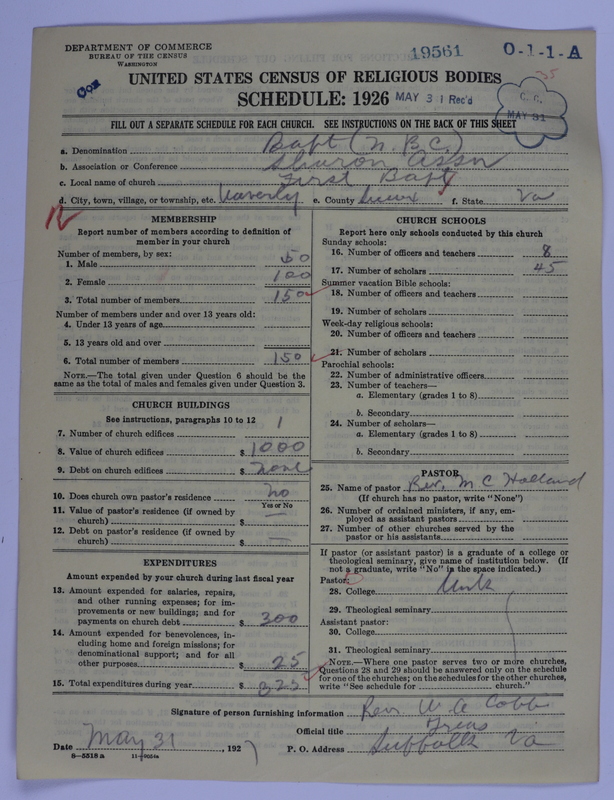 DEPARTMENT OF COMMERCE
BUREAU OF THE CENSUS
WASHINGTON
19561
O-1-1-A
Con
35
UNITED STATES CENSUS OF RELIGIOUS BODIES
SCHEDULE: 1926
MAY 31 Rec'd
C. C.
MAY 31
FILL OUT A SEPARATE SCHEDULE FOR EACH CHURCH. SEE INSTRUCTIONS ON THE BACK OF THIS SHEET
a. Denomination Bapt (N.B.C.)
b. Association or Conference Sharon Assn
c. Local name of church First Bapt
d. City, town, village, or township, etc. Waverly e. County Sussex f. State Va
MEMBERSHIP
Report number of members according to definition of member in your church
Number of members, by sex:
1. Male 50
2. Female 100
3. Total number of members 150
Number of members under and over 13 years old:
4. Under 13 years of age
5. 13 years old and over
6. Total number of members 150
NOTE.—The total given under Question 6 should be the same as the total of males and females given under Question 3.
CHURCH BUILDINGS
See instructions, paragraphs 10 to 12
7. Number of church edifices 1
8. Value of church edifices $ 1000
9. Debt on church edifices $ None
10. Does church own pastor's residence No
Yes or No
11. Value of pastor's residence (if owned by church) $ —
12. Debt on pastor's residence (if owned by church) $ —
EXPENDITURES
Amount expended by your church during last fiscal year
13. Amount expended for salaries, repairs, and other running expenses; for improvements or new buildings; and for payments on church debt $ 300
14. Amount expended for benevolences, including home and foreign missions; for denominational support; and for all other purposes $ 25
15. Total expenditures during year $ 325
CHURCH SCHOOLS
Report here only schools conducted by this church
Sunday schools:
16. Number of officers and teachers 8
17. Number of scholars 45
Summer vacation Bible schools:
18. Number of officers and teachers
19. Number of scholars
Week-day religious schools:
20. Number of officers and teachers
21. Number of scholars
Parochial schools:
22. Number of administrative officers
23. Number of teachers—
a. Elementary (grades 1 to 8)
b. Secondary
24. Number of scholars—
a. Elementary (grades 1 to 8)
b. Secondary
PASTOR
25. Name of pastor Rev. M C Holland
(If church has no pastor, write "None")
26. Number of ordained ministers, if any, employed as assistant pastors
27. Number of other churches served by the pastor or his assistants
If pastor (or assistant pastor) is a graduate of a college or theological seminary, give name of institution below. (If not a graduate, write "No" in the space indicated.)
Pastor:
28. College Unk
29. Theological seminary
Assistant pastor:
30. College
31. Theological seminary
NOTE.—Where one pastor serves two or more churches, Questions 28 and 29 should be answered only on the schedule for one of the churches; on the schedules for the other churches, write "See schedule for church."
Signature of person furnishing information Rev. W. A. Cobb
Official title Treas
Date May 31, 1927 P. O. Address Suffolk Va
8—5518 a